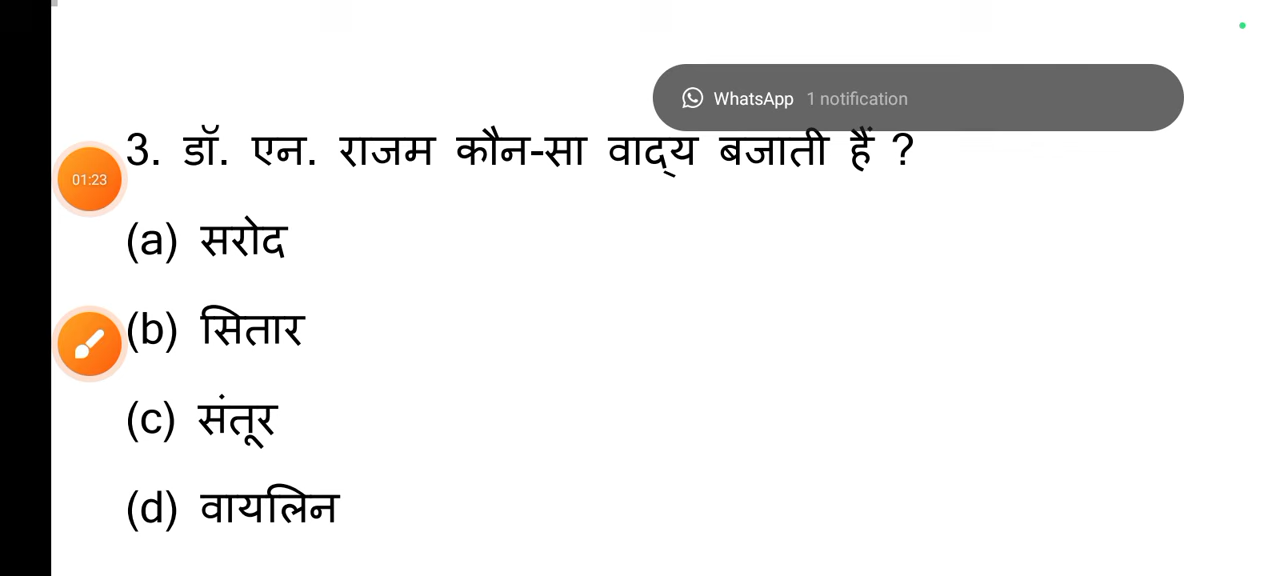 WhatsApp 1 notification
3. डॉ. एन. राजम कौन-सा वाद्य बजाती हैं ?
01:23
(a) सरोद
(b) सितार
(c) संतूर
(d) वायलिन